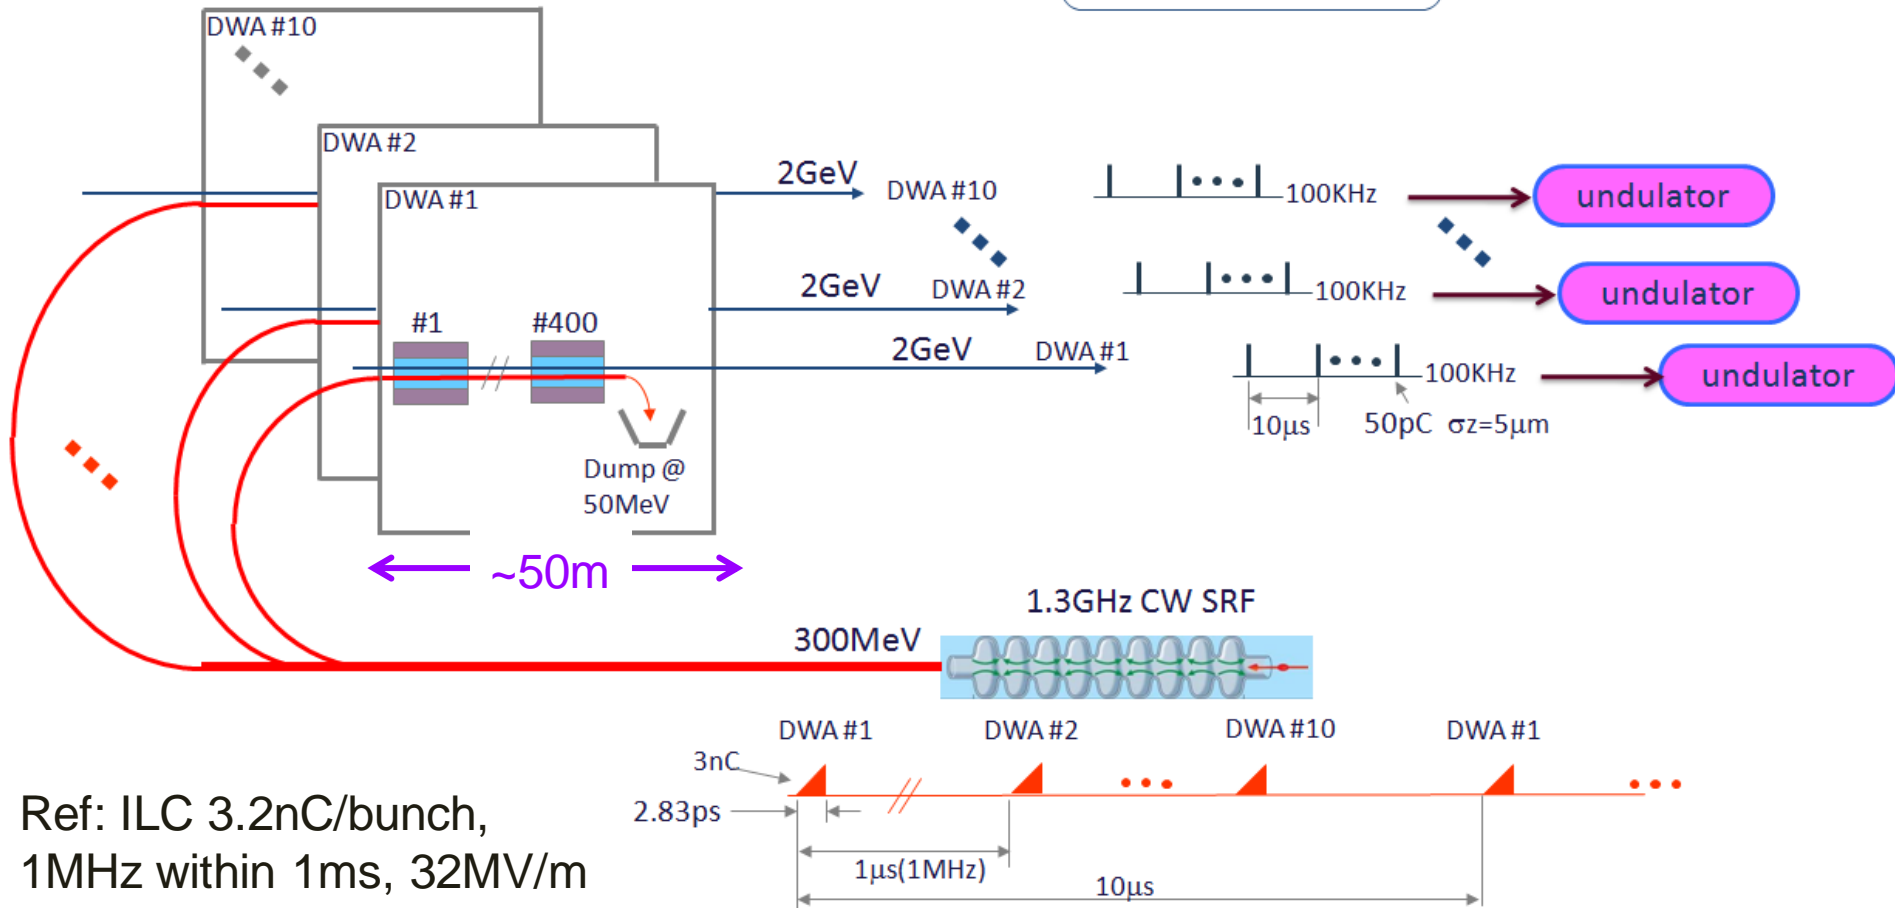 DWA #10
DWA #2
DWA #1
#1
#400
Dump @
50MeV
~50m
2GeV
DWA #10
100KHz
undulator
2GeV
DWA #2
100KHz
undulator
2GeV
DWA #1
100KHz
undulator
10µs
50pC σz=5µm
1.3GHz CW SRF
300MeV
DWA #1
DWA #2
DWA #10
DWA #1
3nC
2.83ps
1µs(1MHz)
10µs
Ref: ILC 3.2nC/bunch,
1MHz within 1ms, 32MV/m